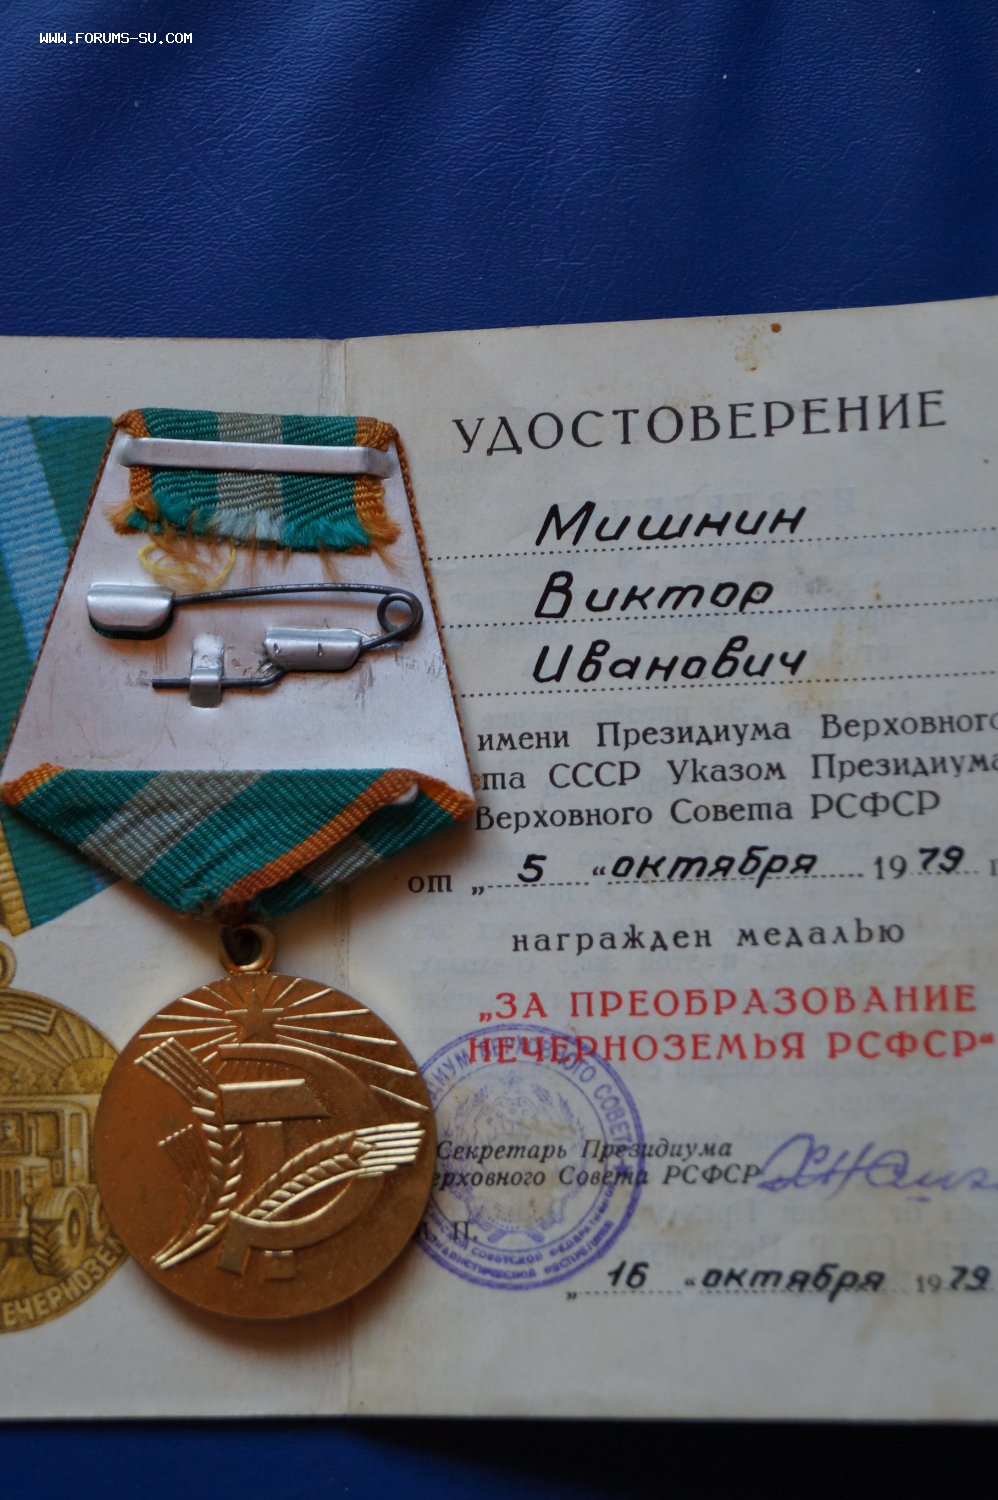 WWW.FORUMS-SU.COM
УДОСТОВЕРЕНИЕ
Мишнин
Виктор
Иванович
имени Президиума Верховного
ета СССР Указом Президиума
Верховного Совета РСФСР
от „ 5 “ октября 1979 г
награжден медалью
„ЗА ПРЕОБРАЗОВАНИЕ
НЕЧЕРНОЗЕМЬЯ РСФСР“
Секретарь Президиума
ерховного Совета РСФСР
П.
„ 16 “ октября 1979
ЕЧЕРНОЗЕ